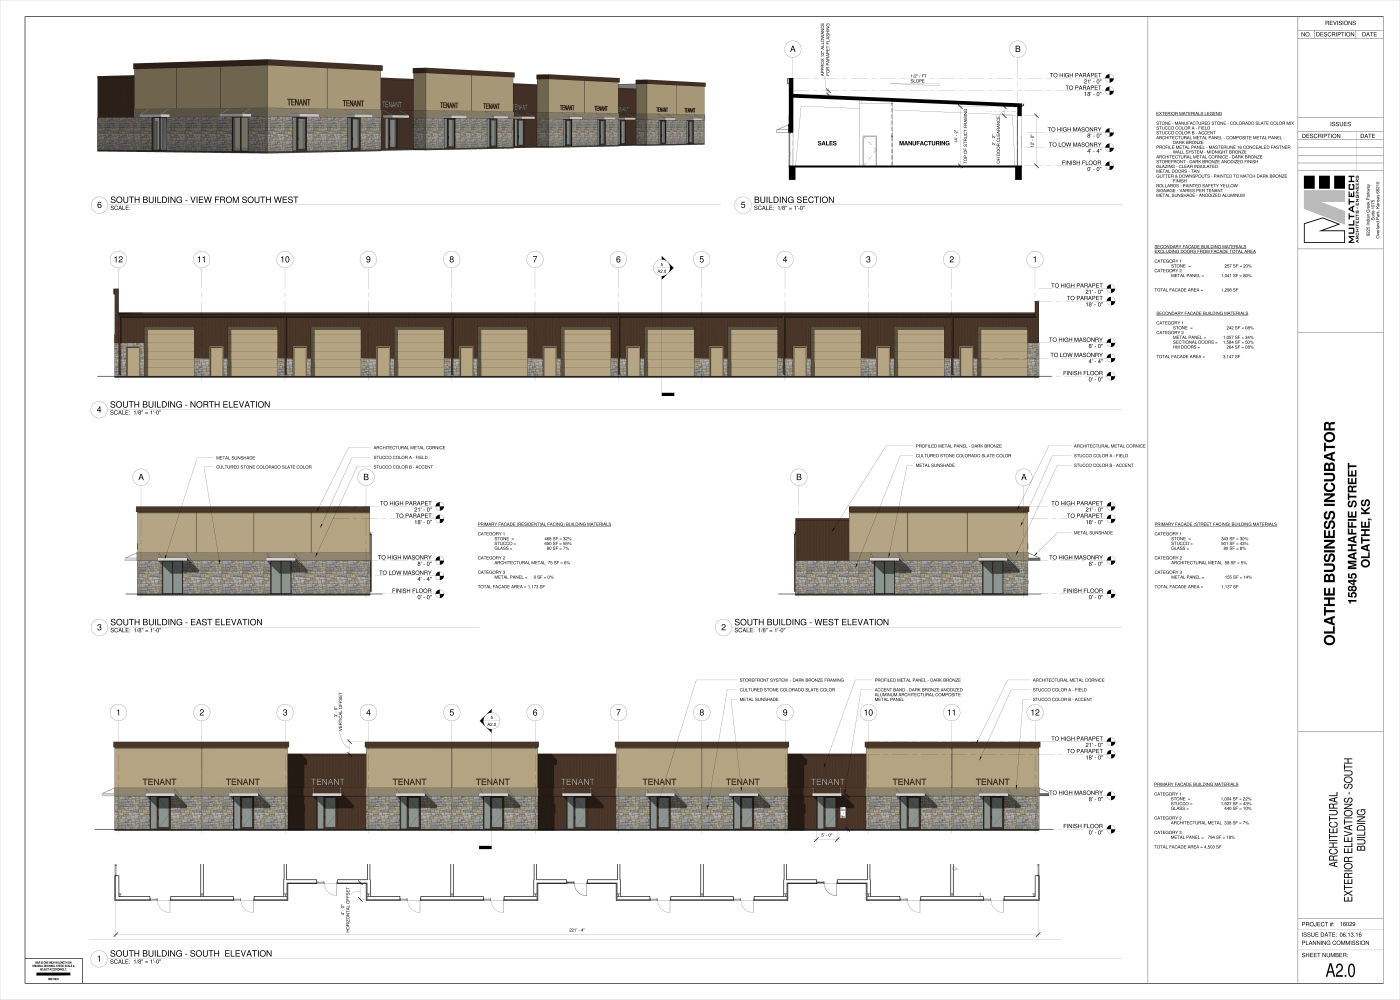 TENANT
TENANT
TENANT
TENANT
TENANT
TENANT
TENANT
TENANT
TENANT
TENANT
6
SOUTH BUILDING - VIEW FROM SOUTH WEST
SCALE:
A
B
APPROX 12" ALLOWANCE
FOR PARAPET FLASHING
1/2" / FT
SLOPE
TO HIGH PARAPET
21' - 0"
TO PARAPET
18' - 0"
TO HIGH MASONRY
8' - 0"
TO LOW MASONRY
4' - 4"
FINISH FLOOR
0' - 0"
SALES
MANUFACTURING
TOP OF STRUCT FRAMING
OH DOOR CLEARANCE
5
BUILDING SECTION
SCALE: 1/8" = 1'-0"
12
11
10
9
8
7
6
5
A2.0
5
4
3
2
1
TO HIGH PARAPET
21' - 0"
TO PARAPET
18' - 0"
TO HIGH MASONRY
8' - 0"
TO LOW MASONRY
4' - 4"
FINISH FLOOR
0' - 0"
4
SOUTH BUILDING - NORTH ELEVATION
SCALE: 1/8" = 1'-0"
METAL SUNSHADE
CULTURED STONE COLORADO SLATE COLOR
ARCHITECTURAL METAL CORNICE
STUCCO COLOR A - FIELD
STUCCO COLOR B - ACCENT
A
B
TO HIGH PARAPET
21' - 0"
TO PARAPET
18' - 0"
TO HIGH MASONRY
8' - 0"
TO LOW MASONRY
4' - 4"
FINISH FLOOR
0' - 0"
PRIMARY FACADE (RESIDENTIAL FACING) BUILDING MATERIALS
CATEGORY 1
STONE = 468 SF = 32%
STUCCO = 650 SF = 55%
GLASS = 80 SF = 7%
CATEGORY 2
ARCHITECTURAL METAL 75 SF = 6%
CATEGORY 3
METAL PANEL = 0 SF = 0%
TOTAL FACADE AREA = 1,173 SF
3
SOUTH BUILDING - EAST ELEVATION
SCALE: 1/8" = 1'-0"
PROFILED METAL PANEL - DARK BRONZE
CULTURED STONE COLORADO SLATE COLOR
METAL SUNSHADE
ARCHITECTURAL METAL CORNICE
STUCCO COLOR A - FIELD
STUCCO COLOR B - ACCENT
B
A
TO HIGH PARAPET
21' - 0"
TO PARAPET
18' - 0"
METAL SUNSHADE
TO HIGH MASONRY
8' - 0"
FINISH FLOOR
0' - 0"
2
SOUTH BUILDING - WEST ELEVATION
SCALE: 1/8" = 1'-0"
STOREFRONT SYSTEM - DARK BRONZE FRAMING
CULTURED STONE COLORADO SLATE COLOR
METAL SUNSHADE
PROFILED METAL PANEL - DARK BRONZE
ACCENT BAND - DARK BRONZE ANODIZED
ALUMINUM ARCHITECTURAL COMPOSITE
METAL PANEL
ARCHITECTURAL METAL CORNICE
STUCCO COLOR A - FIELD
STUCCO COLOR B - ACCENT
VERTICAL OFFSET
1
2
3
4
5
5
A2.0
6
7
8
9
10
11
12
TENANT
TENANT
TENANT
TENANT
TENANT
TENANT
TENANT
TENANT
TENANT
TENANT
TENANT
TO HIGH PARAPET
21' - 0"
TO PARAPET
18' - 0"
TO HIGH MASONRY
8' - 0"
FINISH FLOOR
0' - 0"
5' - 0"
HORIZONTAL OFFSET
221' - 4"
1
SOUTH BUILDING - SOUTH ELEVATION
SCALE: 1/8" = 1'-0"
EXTERIOR MATERIALS LEGEND
STONE - MANUFACTURED STONE - COLORADO SLATE COLOR MIX
STUCCO COLOR A - FIELD
STUCCO COLOR B - ACCENT
ARCHITECTURAL METAL PANEL - COMPOSITE METAL PANEL -
DARK BRONZE
PROFILE METAL PANEL - MASTERLINE 16 CONCEALED FASTNER
WALL SYSTEM - MIDNIGHT BRONZE
ARCHITECTURAL METAL CORNICE - DARK BRONZE
STOREFRONT - DARK BRONZE ANODIZED FINISH
GLAZING - CLEAR INSULATED
METAL DOORS - TAN
GUTTER & DOWNSPOUTS - PAINTED TO MATCH DARK BRONZE
FINISH
BOLLARDS - PAINTED SAFETY YELLOW
SIGNAGE - VARIES PER TENANT
METAL SUNSHADE - ANODIZED ALUMINUM
SECONDARY FACADE BUILDING MATERIALS
EXCLUDING DOORS FROM FACADE TOTAL AREA
CATEGORY 1
STONE = 257 SF = 20%
CATEGORY 2
METAL PANEL = 1,041 SF = 80%
TOTAL FACADE AREA = 1,298 SF
SECONDARY FACADE BUILDING MATERIALS
CATEGORY 1
STONE = 242 SF = 08%
CATEGORY 2
METAL PANEL = 1,057 SF = 34%
SECTIONAL DOORS = 1,584 SF = 50%
HM DOORS = 264 SF = 08%
TOTAL FACADE AREA = 3,147 SF
PRIMARY FACADE (STREET FACING) BUILDING MATERIALS
CATEGORY 1
STONE = 343 SF = 30%
STUCCO = 501 SF = 43%
GLASS = 80 SF = 8%
CATEGORY 2
ARCHITECTURAL METAL 58 SF = 5%
CATEGORY 3
METAL PANEL = 155 SF = 14%
TOTAL FACADE AREA = 1,137 SF
PRIMARY FACADE BUILDING MATERIALS
CATEGORY 1
STONE = 1,004 SF = 22%
STUCCO = 1,927 SF = 43%
GLASS = 440 SF = 10%
CATEGORY 2
ARCHITECTURAL METAL 338 SF = 7%
CATEGORY 3
METAL PANEL = 794 SF = 18%
TOTAL FACADE AREA = 4,503 SF
REVISIONS
NO. DESCRIPTION DATE
ISSUES
DESCRIPTION DATE
MULTATECH
ARCHITECTS • ENGINEERS
OLATHE BUSINESS INCUBATOR
15845 MAHAFFIE STREET
OLATHE, KS
ARCHITECTURAL
EXTERIOR ELEVATIONS - SOUTH
BUILDING
PROJECT #: 16029
ISSUE DATE: 06.13.16
PLANNING COMMISSION
SHEET NUMBER:
A2.0